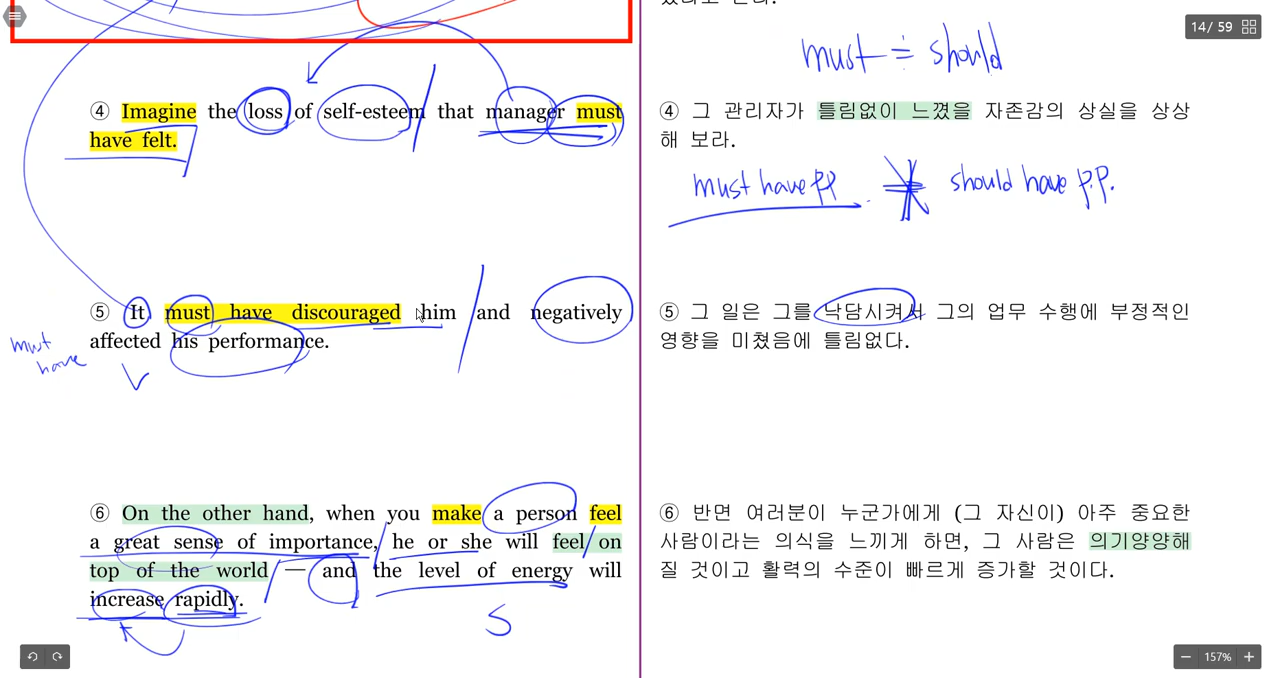 14/ 59
must ≒ should
④ Imagine the loss of self-esteem that manager must
have felt.
④ 그 관리자가 틀림없이 느꼈을 자존감의 상실을 상상
해 보라.
must have p.p should have p.p.
⑤ It must have discouraged him and negatively
affected his performance.
must
have
⑤ 그 일은 그를 낙담시켜서 그의 업무 수행에 부정적인
영향을 미쳤음에 틀림없다.
⑥ On the other hand, when you make a person feel
a great sense of importance, he or she will feel on
top of the world — and the level of energy will
increase rapidly.
S
⑥ 반면 여러분이 누군가에게 (그 자신이) 아주 중요한
사람이라는 의식을 느끼게 하면, 그 사람은 의기양양해
질 것이고 활력의 수준이 빠르게 증가할 것이다.
157%